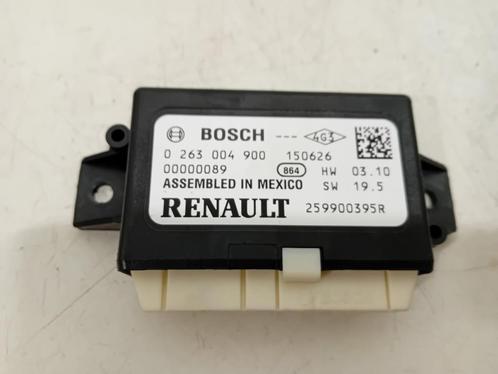 BOSCH --- 4G3
0 263 004 900 150626
00000089 864 HW 03.10
ASSEMBLED IN MEXICO SW 19.5
RENAULT 259900395R